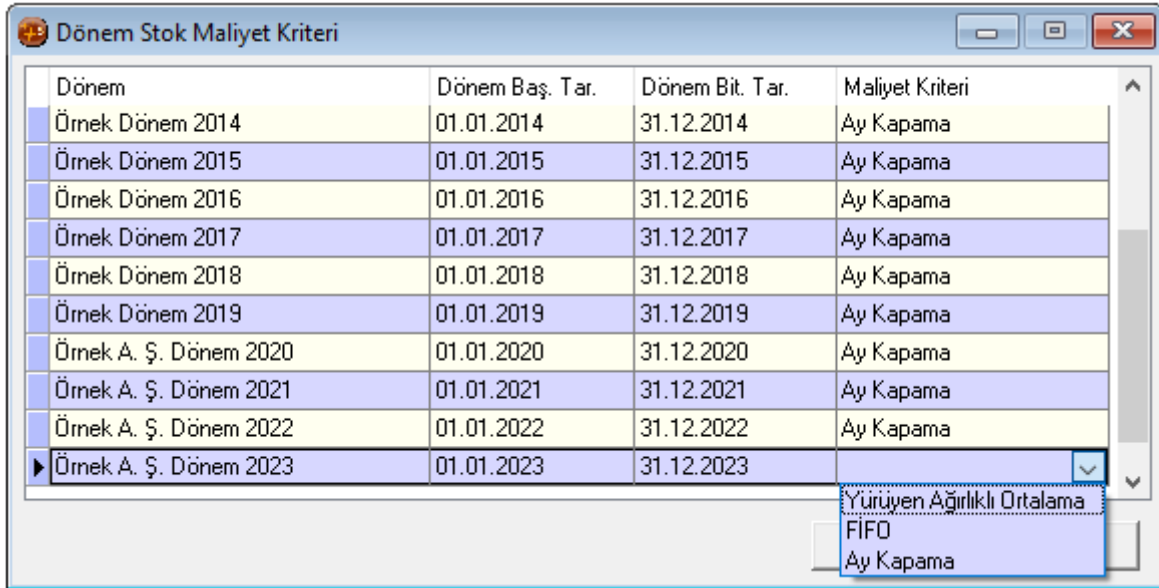 Dönem Stok Maliyet Kriteri
Dönem Dönem Baş. Tar. Dönem Bit. Tar. Maliyet Kriteri
Örnek Dönem 2014 01.01.2014 31.12.2014 Ay Kapama
Örnek Dönem 2015 01.01.2015 31.12.2015 Ay Kapama
Örnek Dönem 2016 01.01.2016 31.12.2016 Ay Kapama
Örnek Dönem 2017 01.01.2017 31.12.2017 Ay Kapama
Örnek Dönem 2018 01.01.2018 31.12.2018 Ay Kapama
Örnek Dönem 2019 01.01.2019 31.12.2019 Ay Kapama
Örnek A. Ş. Dönem 2020 01.01.2020 31.12.2020 Ay Kapama
Örnek A. Ş. Dönem 2021 01.01.2021 31.12.2021 Ay Kapama
Örnek A. Ş. Dönem 2022 01.01.2022 31.12.2022 Ay Kapama
Örnek A. Ş. Dönem 2023 01.01.2023 31.12.2023
Yürüyen Ağırlıklı Ortalama
FİFO
Ay Kapama